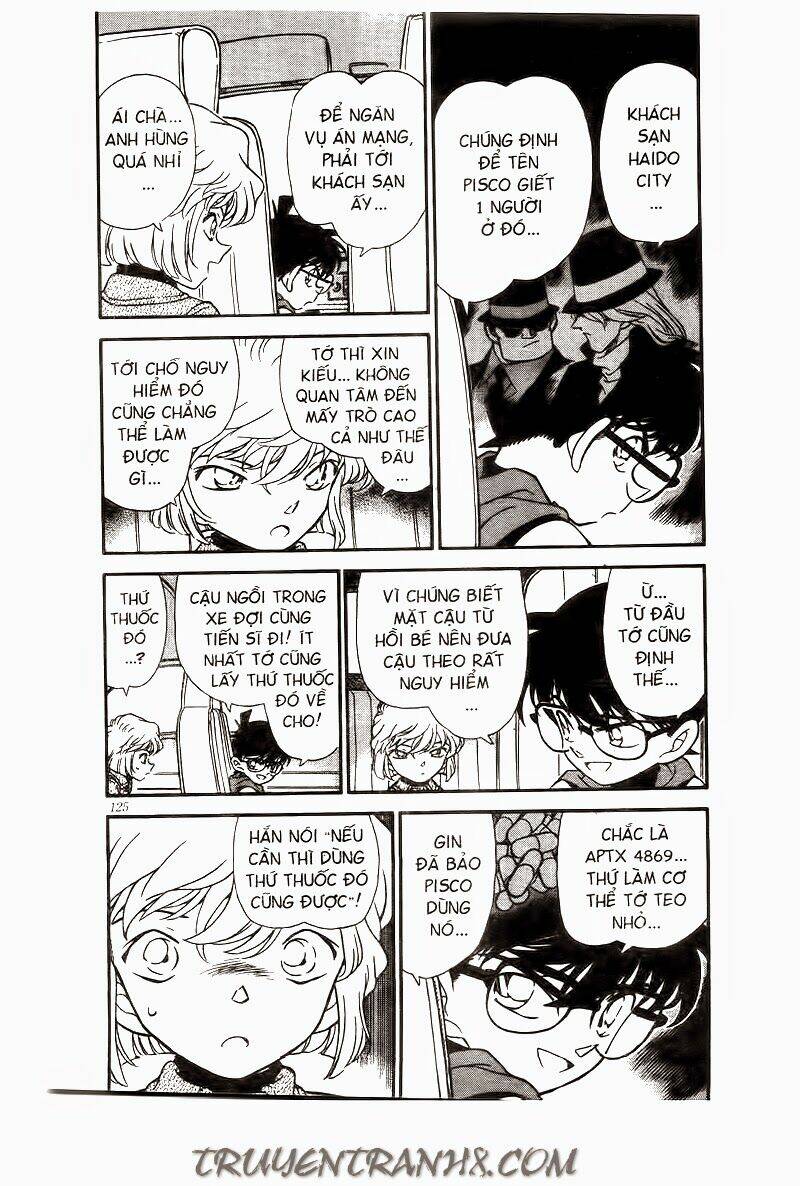 KHÁCH
SẠN
HAIDO
CITY
...
CHÚNG ĐỊNH
ĐỂ TÊN
PISCO GIẾT
1 NGƯỜI
Ở ĐÓ...
ĐỂ NGĂN
VỤ ÁN MẠNG,
PHẢI TỚI
KHÁCH SẠN
ẤY...
ÁI CHÀ...
ANH HÙNG
QUÁ NHỈ
...
TỚ THÌ XIN
KIẾU... KHÔNG
QUAN TÂM ĐẾN
MẤY TRÒ CAO
CẢ NHƯ THẾ
ĐÂU
...
TỚI CHỖ NGUY
HIỂM ĐÓ
CŨNG CHẲNG
THỂ LÀM
ĐƯỢC
GÌ...
Ừ...
TỪ ĐẦU
TỚ CŨNG
ĐỊNH
THẾ...
VÌ CHÚNG BIẾT
MẶT CẬU TỪ
HỒI BÉ NÊN ĐƯA
CẬU THEO RẤT
NGUY HIỂM
...
CẬU NGỒI TRONG
XE ĐỢI CÙNG
TIẾN SĨ ĐI! ÍT
NHẤT TỚ CŨNG
LẤY THỨ THUỐC
ĐÓ VỀ
CHO!
THỨ
THUỐC
ĐÓ
...?
125
CHẮC LÀ
APTX 4869...
THỨ LÀM CƠ
THỂ TỚ TEO
NHỎ...
GIN
ĐÃ BẢO
PISCO
DÙNG
NÓ...
HẮN NÓI "NẾU
CẦN THÌ DÙNG
THỨ THUỐC ĐÓ
CŨNG ĐƯỢC"!
TRUYENTRANH8.COM